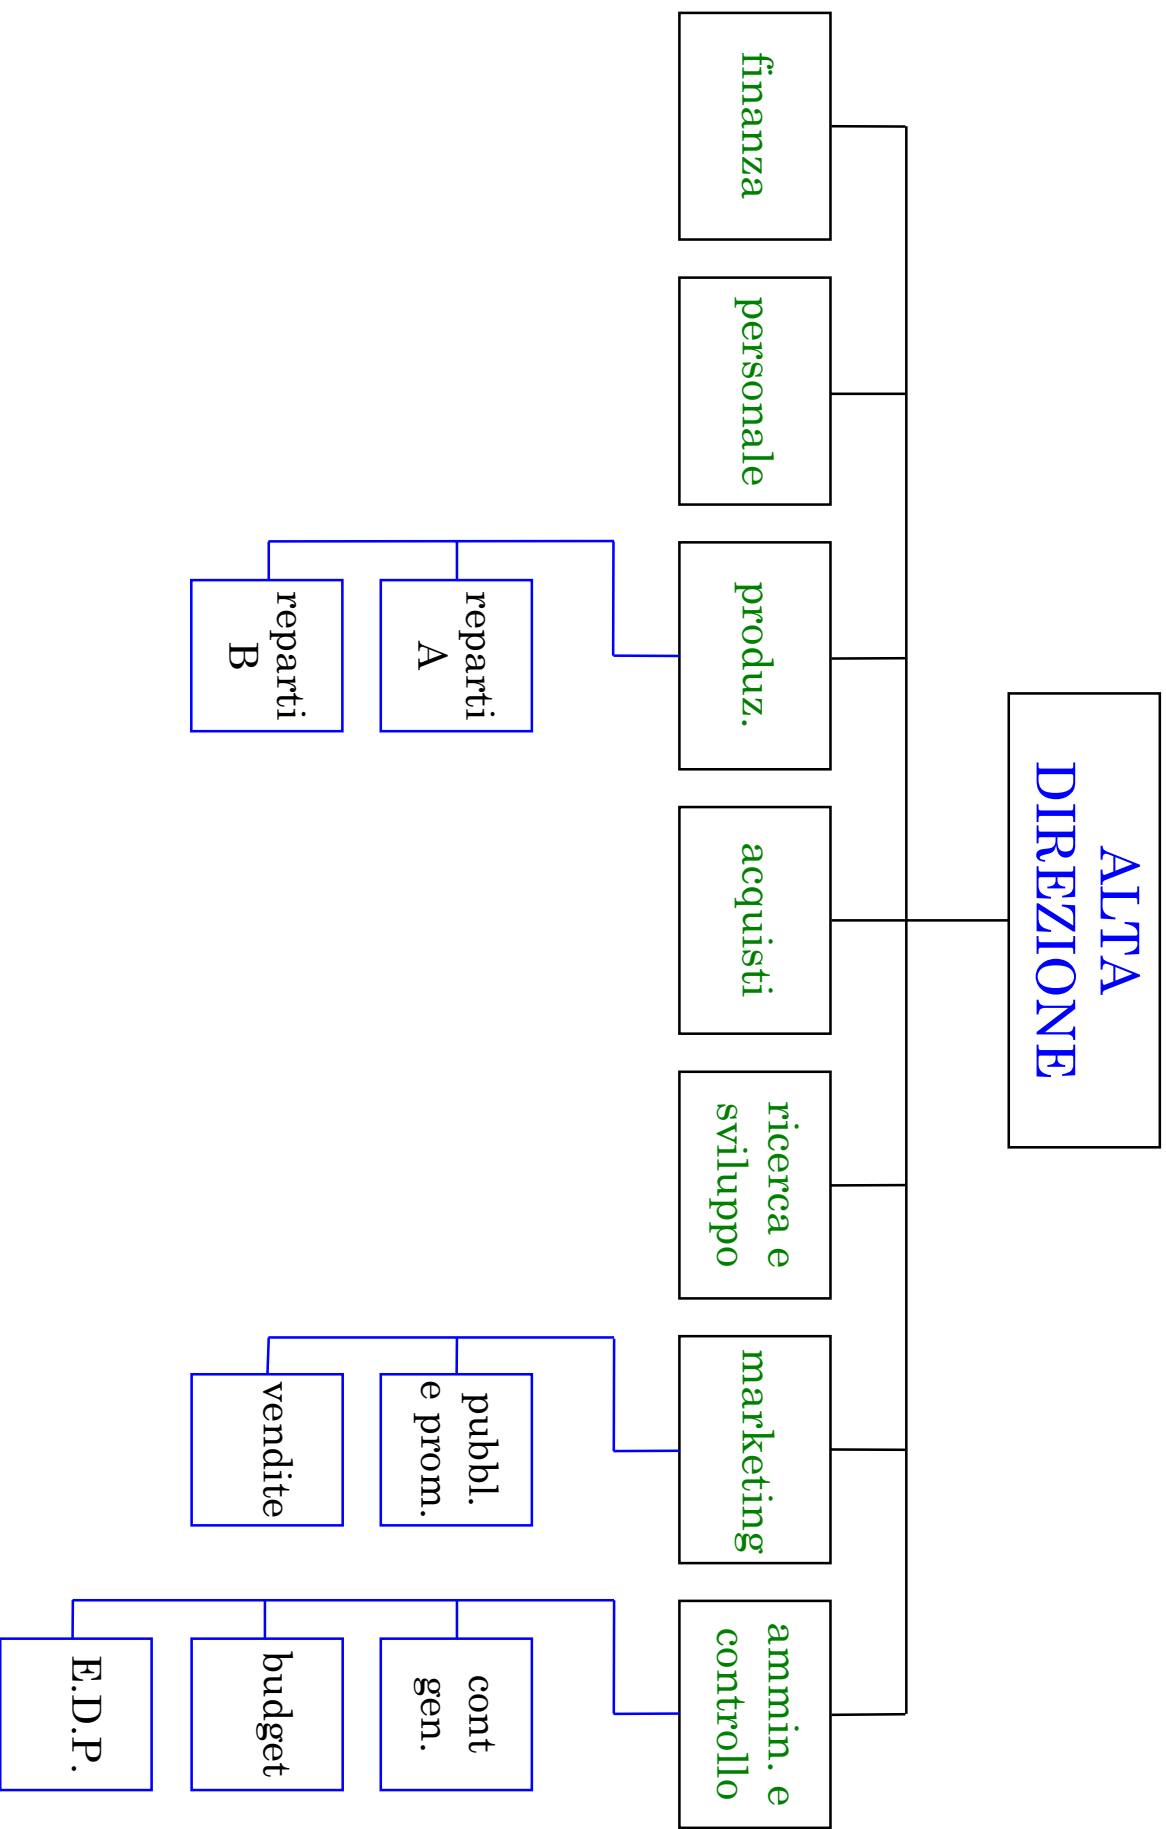 ALTA
DIREZIONE
finanza
personale
produz.
acquisti
ricerca e
sviluppo
marketing
ammin. e
controllo
reparti
A
reparti
B
pubbl.
e prom.
vendite
cont
gen.
budget
E.D.P.